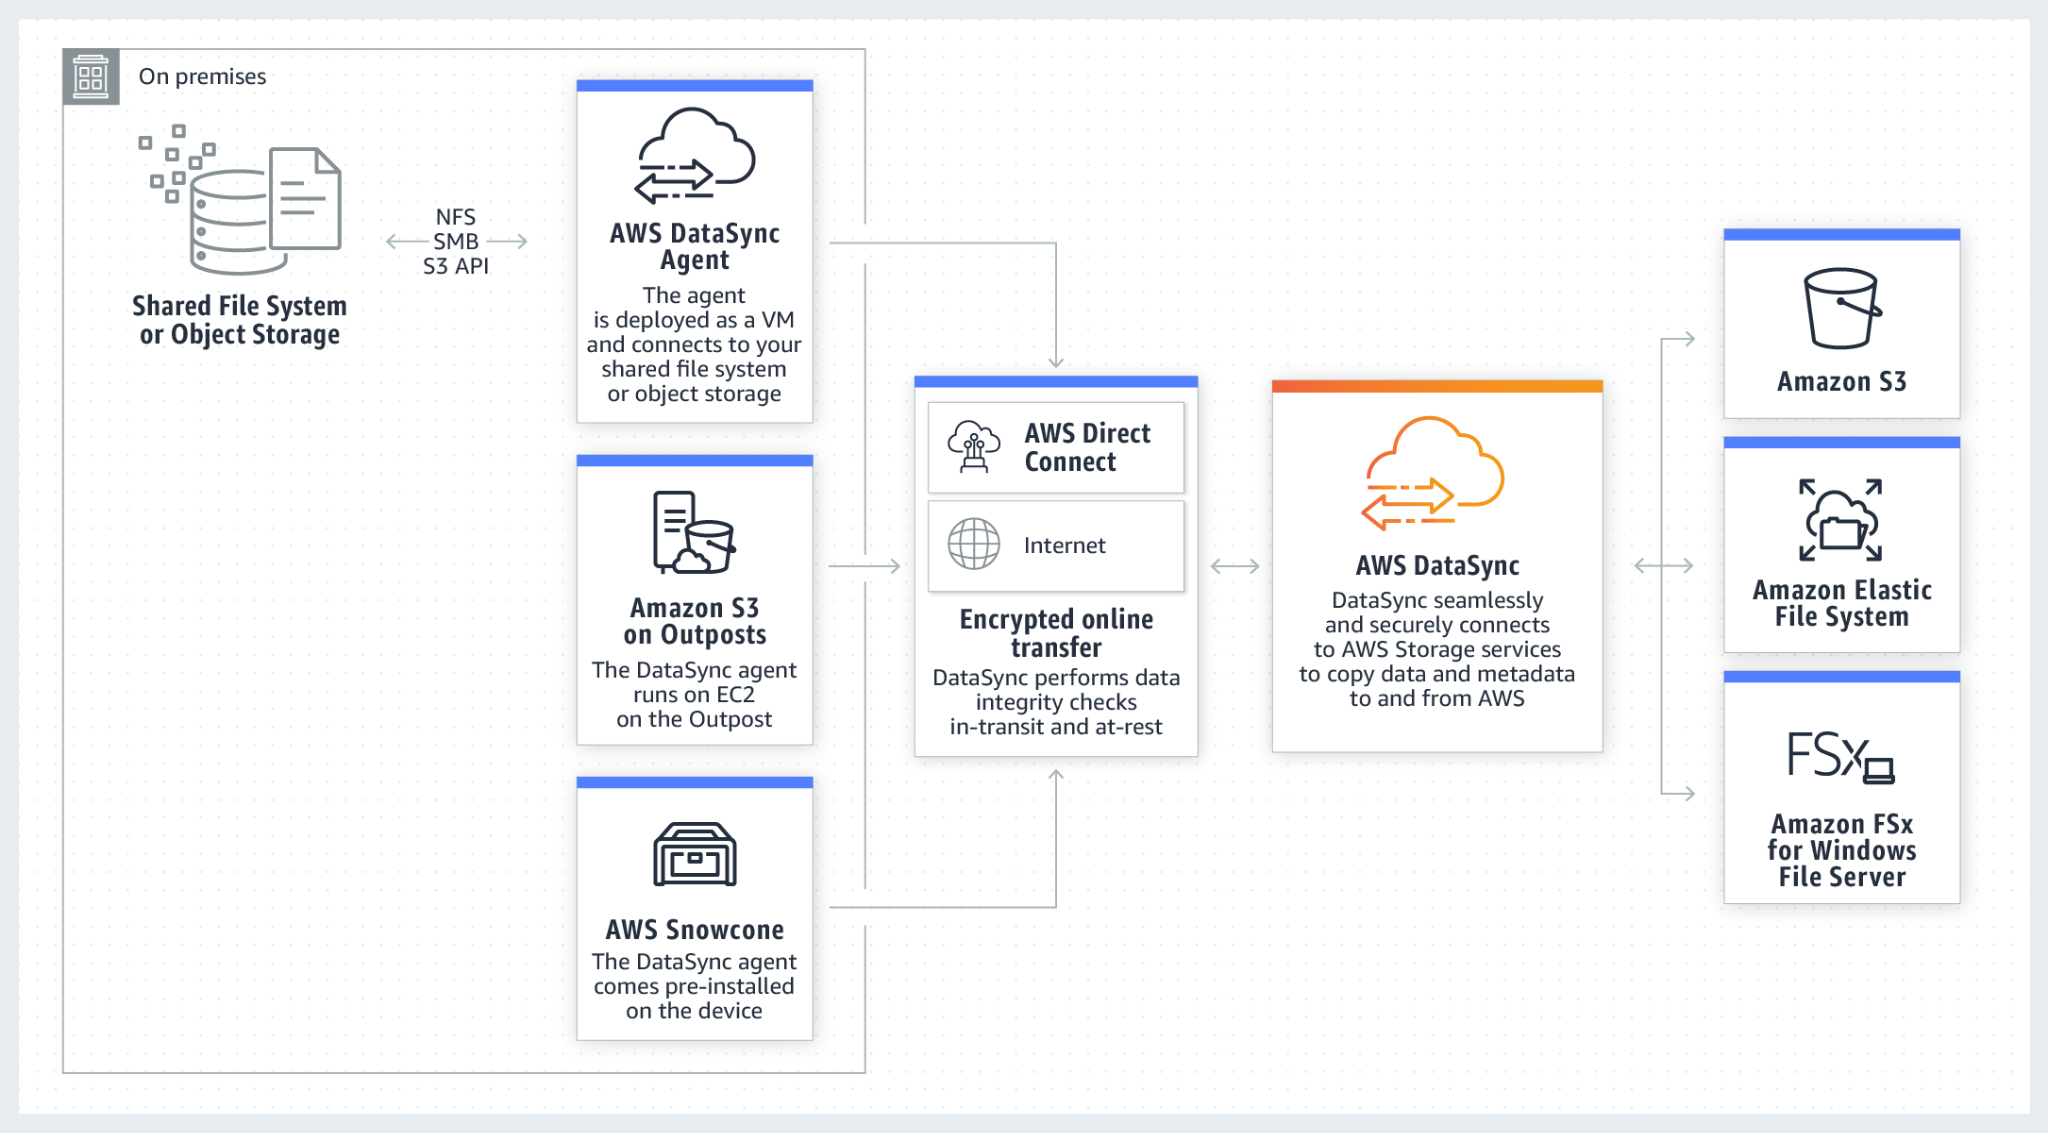 On premises
Shared File System
or Object Storage
NFS
SMB
S3 API
AWS DataSync
Agent
The agent
is deployed as a VM
and connects to your
shared file system
or object storage
Amazon S3
on Outposts
The DataSync agent
runs on EC2
on the Outpost
AWS Snowcone
The DataSync agent
comes pre-installed
on the device
AWS Direct
Connect
Internet
Encrypted online
transfer
DataSync performs data
integrity checks
in-transit and at-rest
AWS DataSync
DataSync seamlessly
and securely connects
to AWS Storage services
to copy data and metadata
to and from AWS
Amazon S3
Amazon Elastic
File System
FSx
Amazon FSx
for Windows
File Server